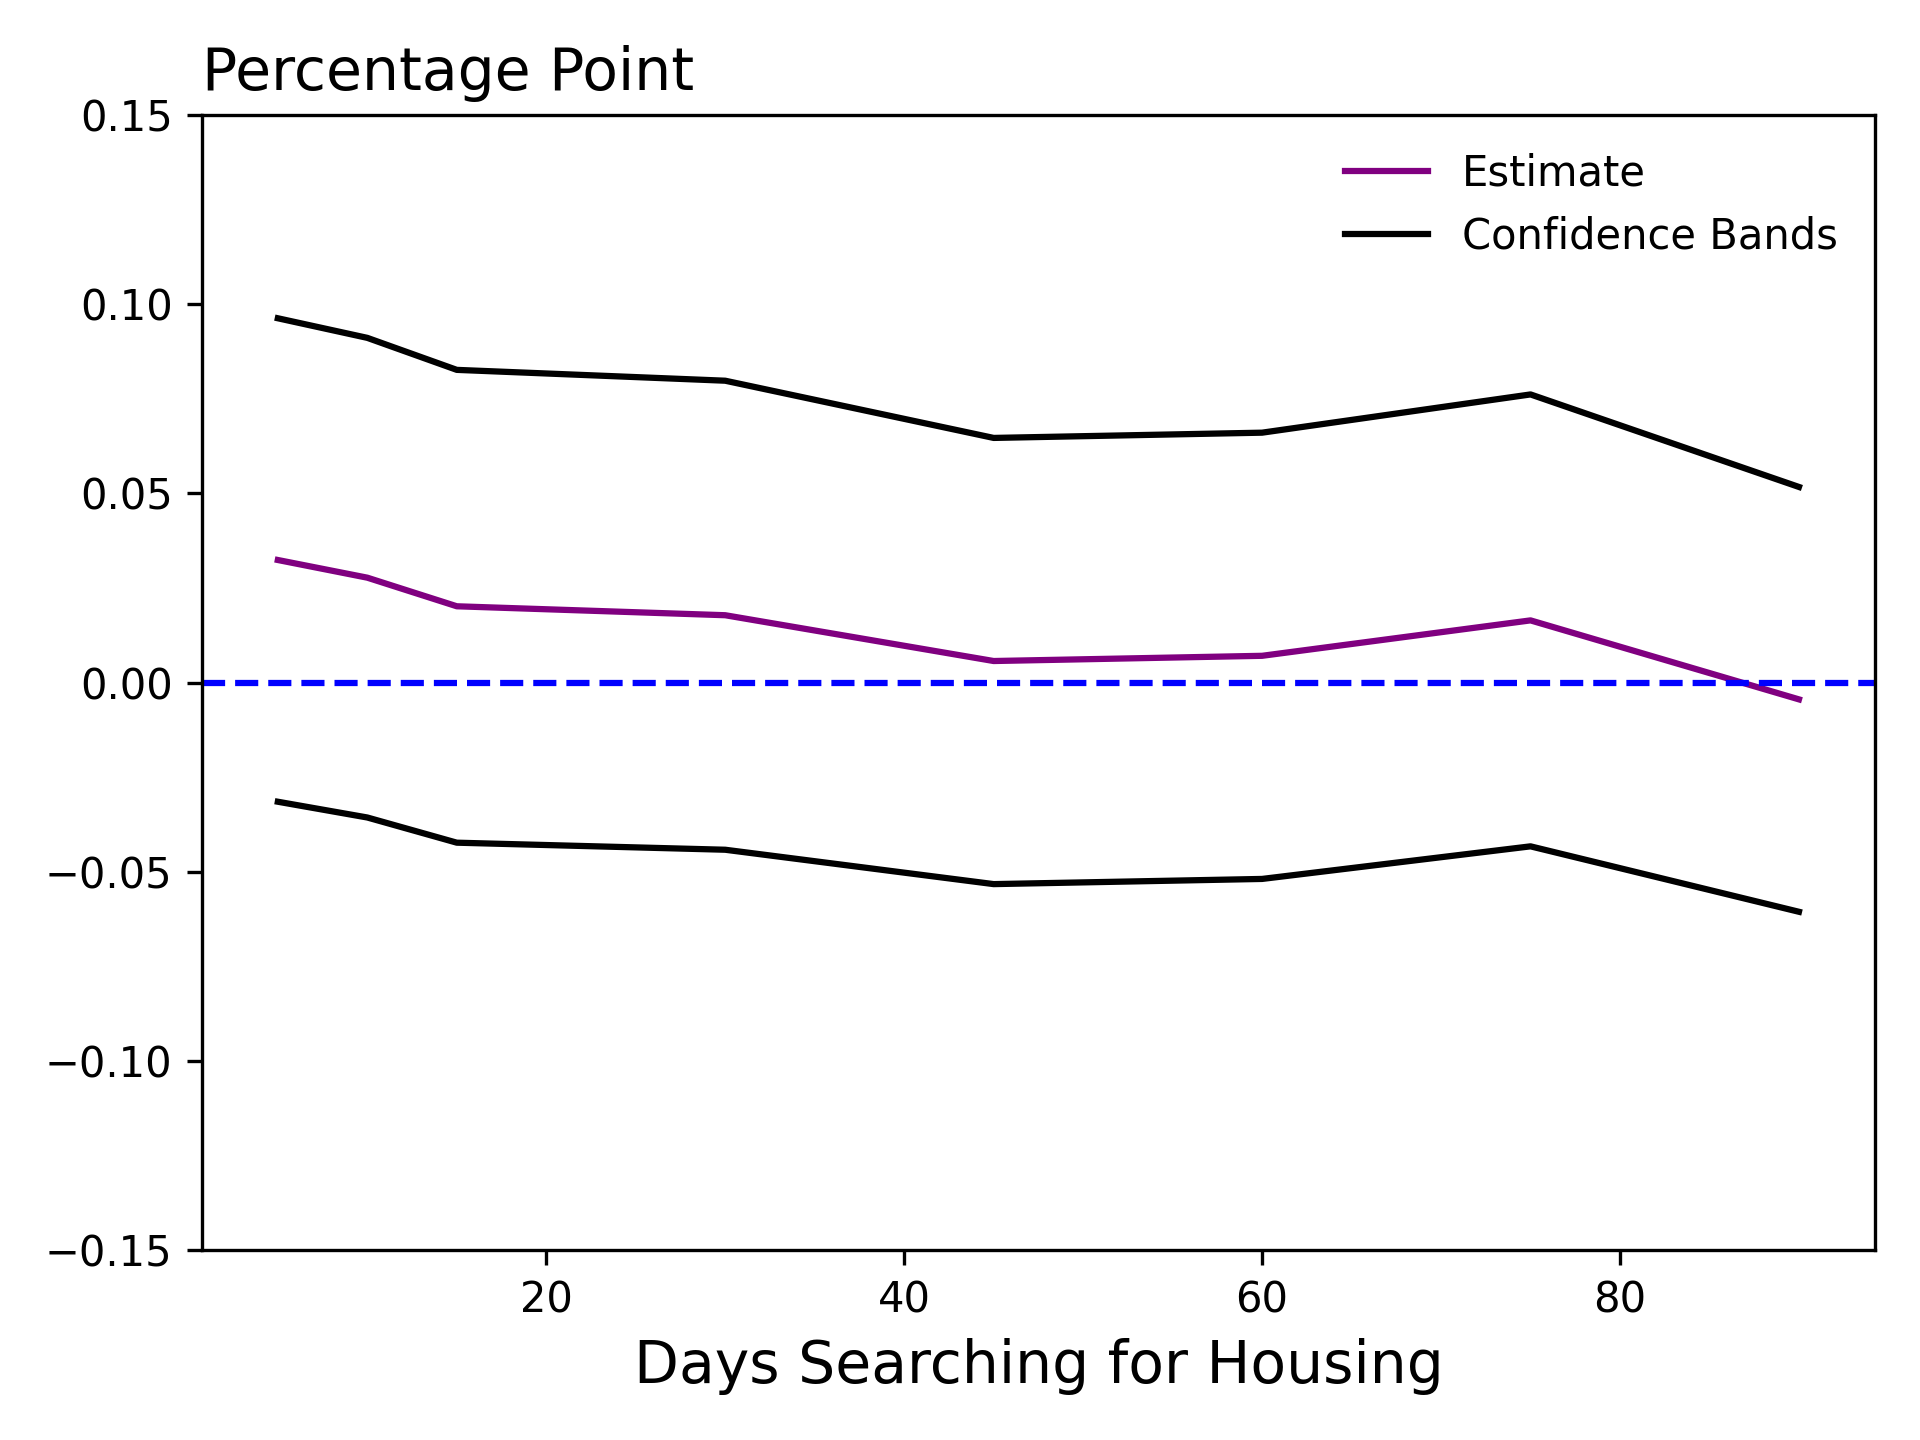 Percentage Point
0.15
0.10
0.05
0.00
−0.05
−0.10
−0.15
Estimate
Confidence Bands
20 40 60 80
Days Searching for Housing